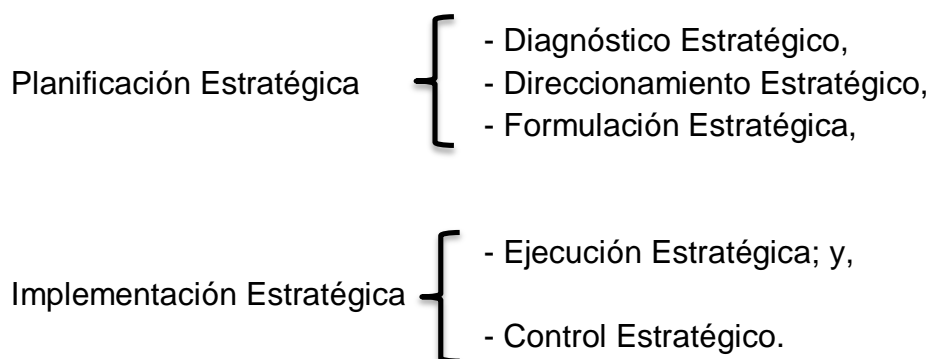 - Diagnóstico Estratégico,
Planificación Estratégica
- Direccionamiento Estratégico,
- Formulación Estratégica,
- Ejecución Estratégica; y,
Implementación Estratégica
- Control Estratégico.